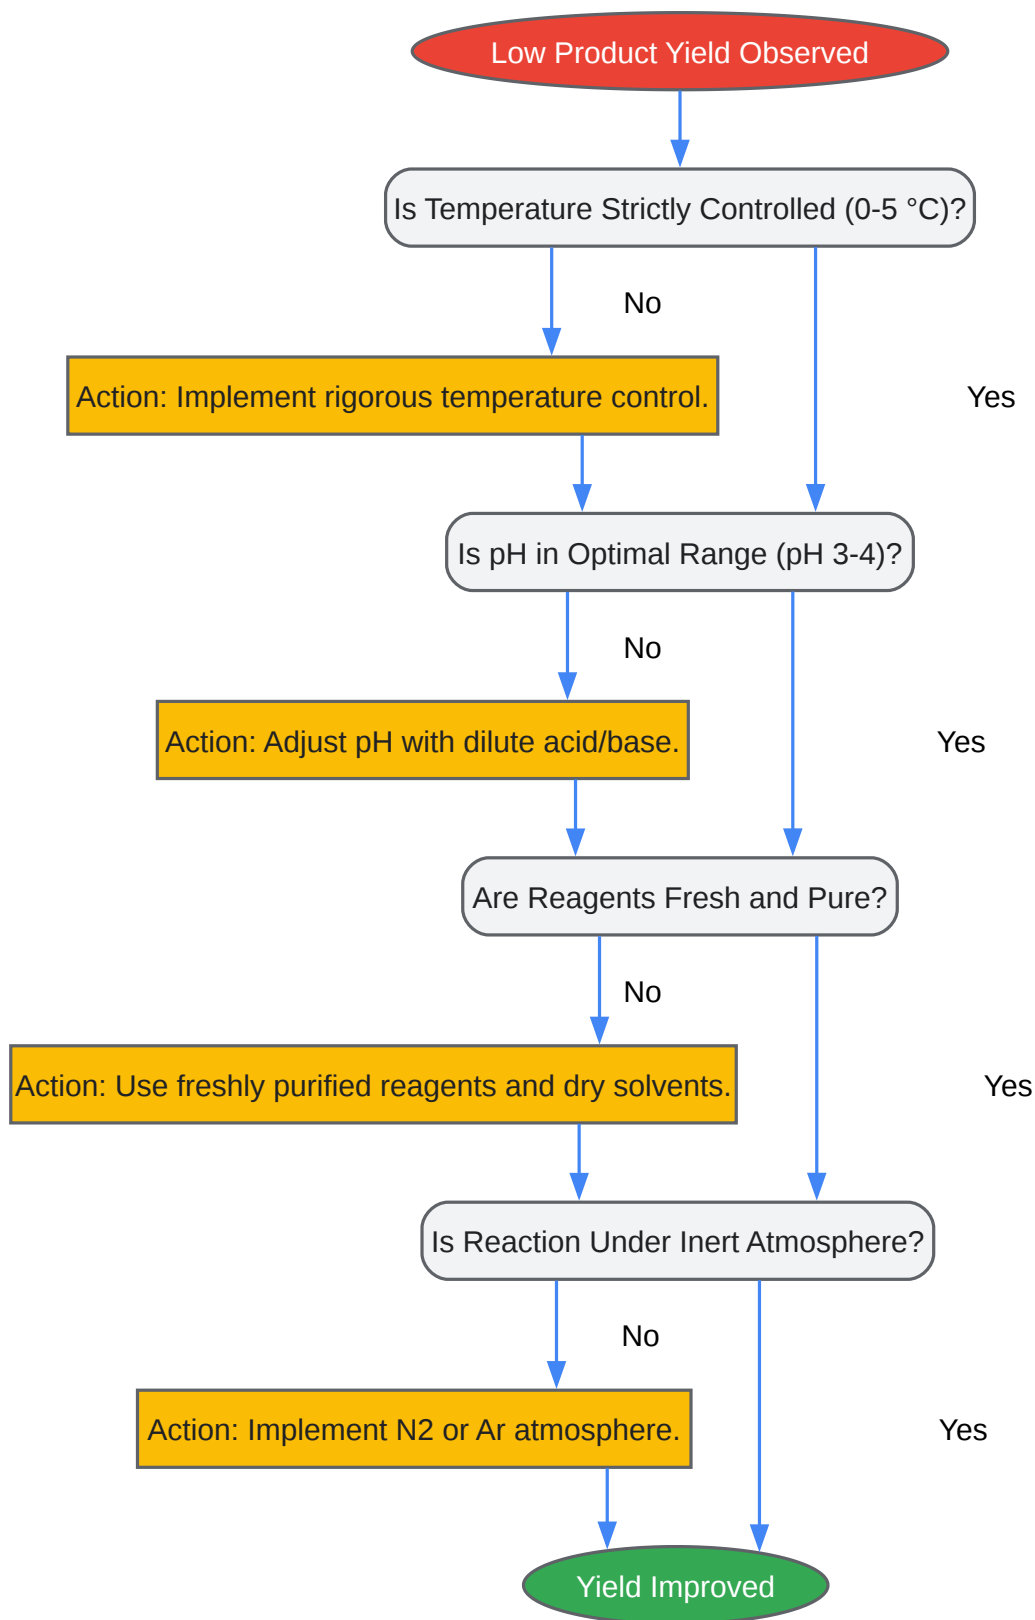 Low Product Yield Observed
Is Temperature Strictly Controlled (0-5 °C)?
No
Action: Implement rigorous temperature control.
Yes
Is pH in Optimal Range (pH 3-4)?
No
Action: Adjust pH with dilute acid/base.
Yes
Are Reagents Fresh and Pure?
No
Action: Use freshly purified reagents and dry solvents.
Yes
Is Reaction Under Inert Atmosphere?
No
Action: Implement N2 or Ar atmosphere.
Yes
Yield Improved